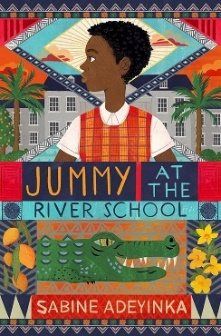 JUMMY AT
THE
RIVER SCHOOL
SABINE ADEYINKA